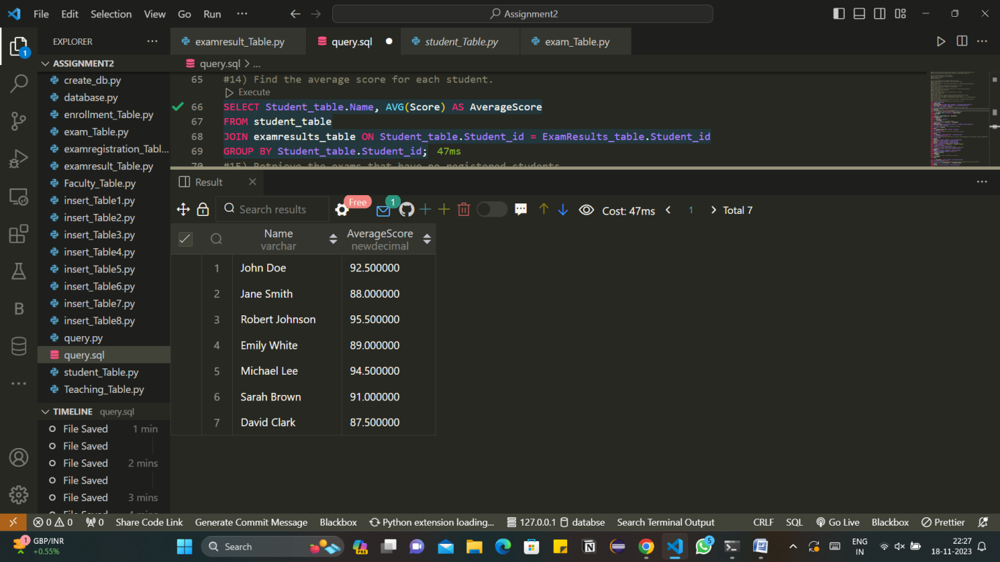 File Edit Selection View Go Run ··· Assignment2
EXPLORER ···
examresult_Table.py query.sql student_Table.py exam_Table.py ···
ASSIGNMENT2
query.sql > ...
create_db.py
database.py
enrollment_Table.py
exam_Table.py
examregistration_Tabl...
examresult_Table.py
Faculty_Table.py
insert_Table1.py
insert_Table2.py
insert_Table3.py
insert_Table4.py
insert_Table5.py
insert_Table6.py
insert_Table7.py
insert_Table8.py
query.py
query.sql
student_Table.py
Teaching_Table.py
TIMELINE query.sql
File Saved 1 min
File Saved
File Saved 2 mins
File Saved
File Saved 3 mins
1
B
65 #14) Find the average score for each student.
Execute
66 SELECT Student_table.Name, AVG(Score) AS AverageScore
67 FROM student_table
68 JOIN examresults_table ON Student_table.Student_id = ExamResults_table.Student_id
69 GROUP BY Student_table.Student_id; 47ms
70 #15) Retrieve the exams that have no registered students
Result ···
Search results Free 1 Cost: 47ms < 1 > Total 7
Name AverageScore
varchar newdecimal
1 John Doe 92.500000
2 Jane Smith 88.000000
3 Robert Johnson 95.500000
4 Emily White 89.000000
5 Michael Lee 94.500000
6 Sarah Brown 91.000000
7 David Clark 87.500000
0 0 0 Share Code Link Generate Commit Message Blackbox Python extension loading... 127.0.0.1 databse Search Terminal Output CRLF SQL Go Live Blackbox Prettier
1 GBP/INR
+0.55%
Search
PRE
5
ENG
IN
22:27
18-11-2023